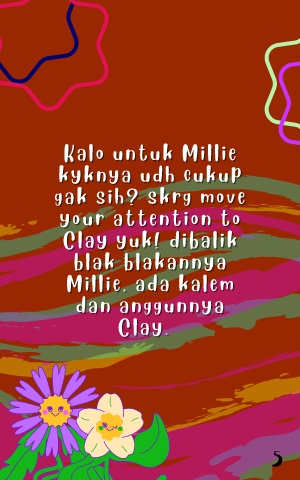 Kalo untuk Millie
kyknya udh cukup
gak sih? skrg move
your attention to
Clay yuk! dibalik
blak blakannya
Millie, ada kalem
dan anggunnya
Clay.
5